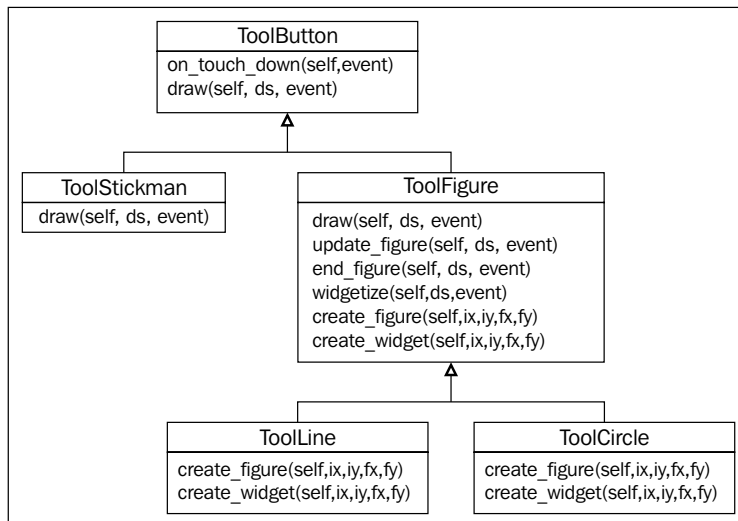 ToolButton
on_touch_down(self,event)
draw(self, ds, event)
ToolStickman
draw(self, ds, event)
ToolFigure
draw(self, ds, event)
update_figure(self, ds, event)
end_figure(self, ds, event)
widgetize(self,ds,event)
create_figure(self,ix,iy,fx,fy)
create_widget(self,ix,iy,fx,fy)
ToolLine
create_figure(self,ix,iy,fx,fy)
create_widget(self,ix,iy,fx,fy)
ToolCircle
create_figure(self,ix,iy,fx,fy)
create_widget(self,ix,iy,fx,fy)